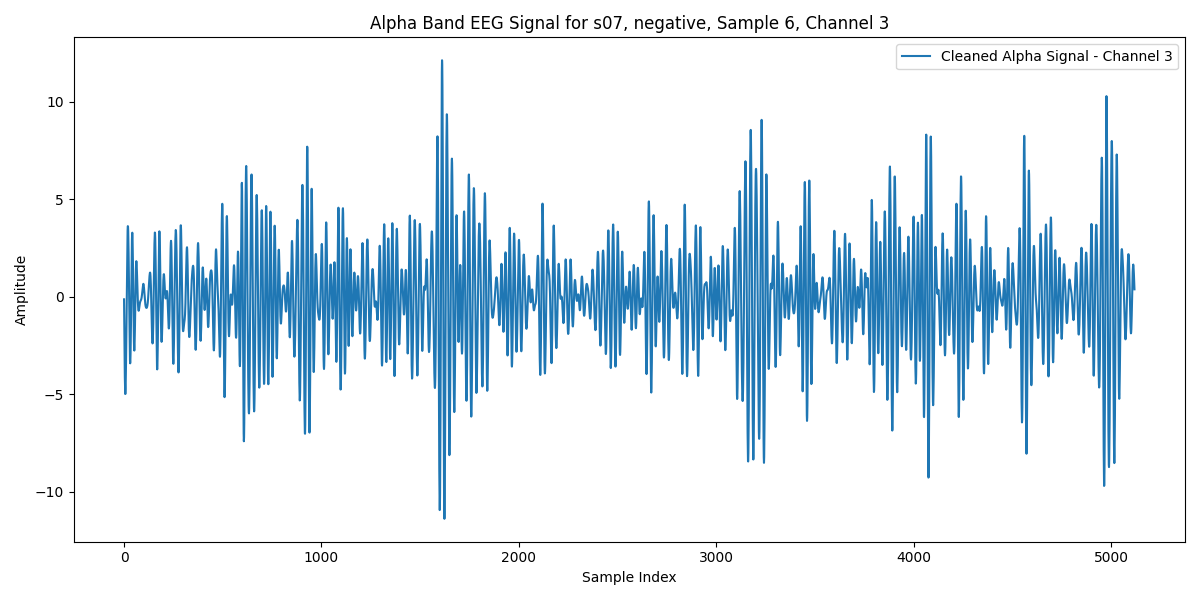 Alpha Band EEG Signal for s07, negative, Sample 6, Channel 3
Cleaned Alpha Signal - Channel 3
Amplitude
10
5
0
−5
−10
0 1000 2000 3000 4000 5000
Sample Index